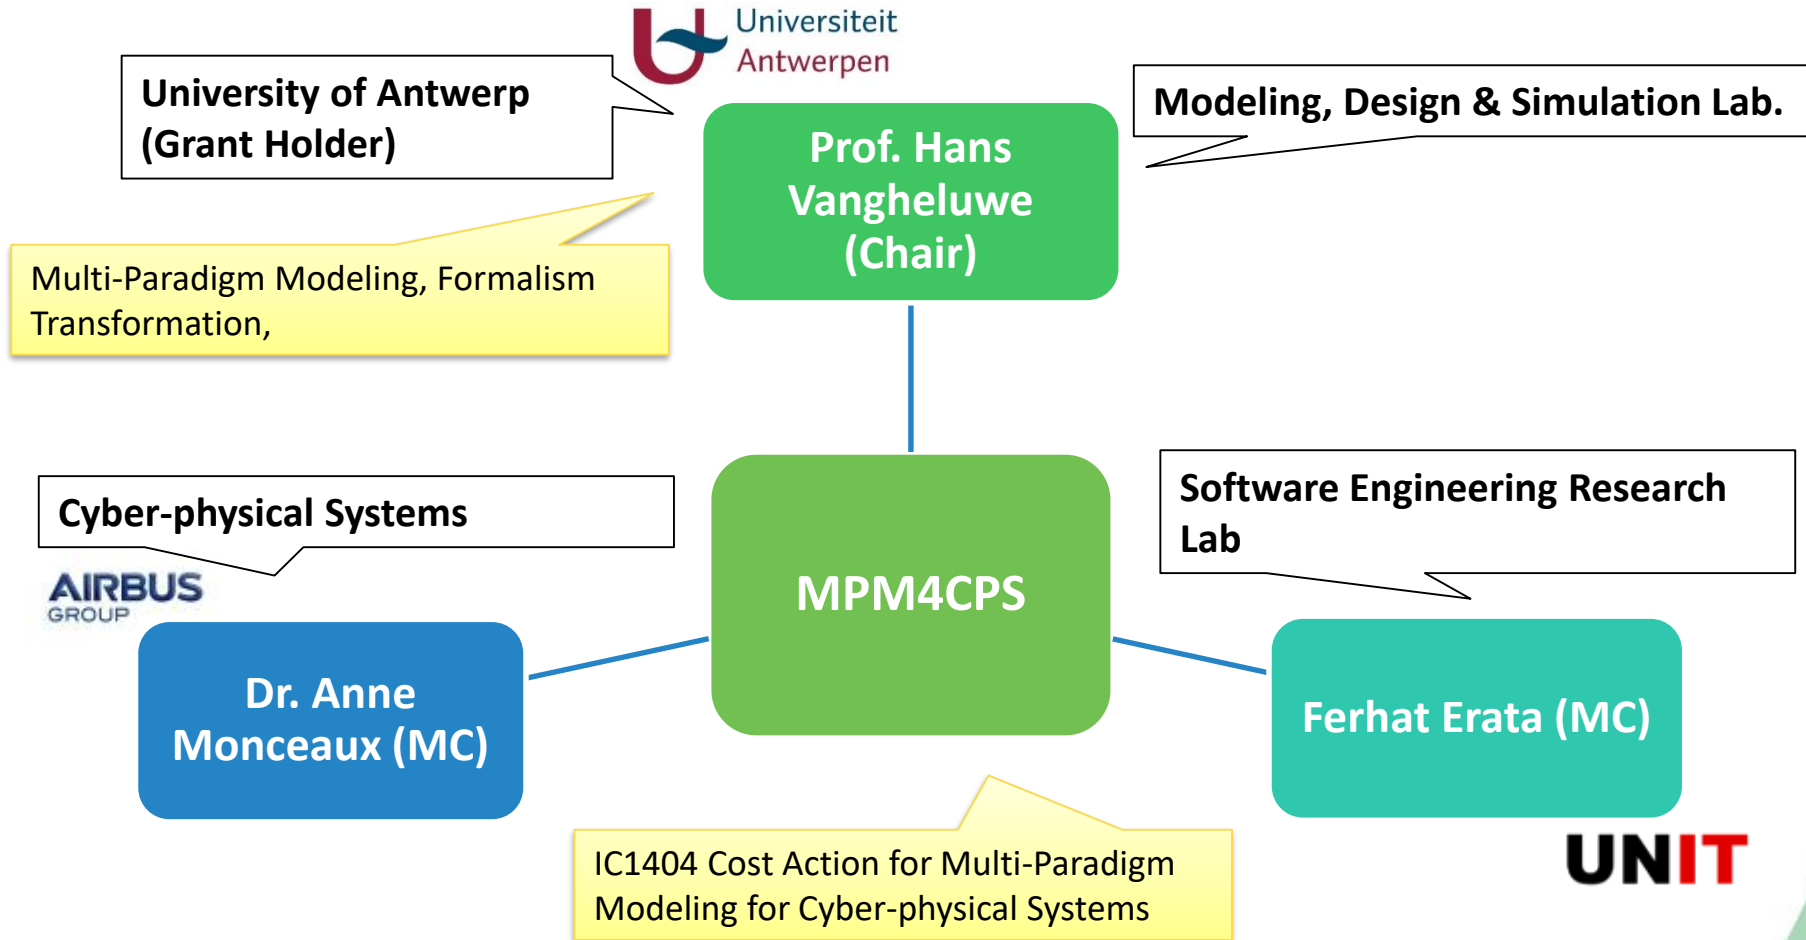 Universiteit
Antwerpen
University of Antwerp
(Grant Holder)
Modeling, Design & Simulation Lab.
Prof. Hans
Vangheluwe
(Chair)
Multi-Paradigm Modeling, Formalism
Transformation,
Cyber-physical Systems
Software Engineering Research
Lab
MPM4CPS
AIRBUS
GROUP
Dr. Anne
Monceaux (MC)
Ferhat Erata (MC)
IC1404 Cost Action for Multi-Paradigm
Modeling for Cyber-physical Systems
UNIT